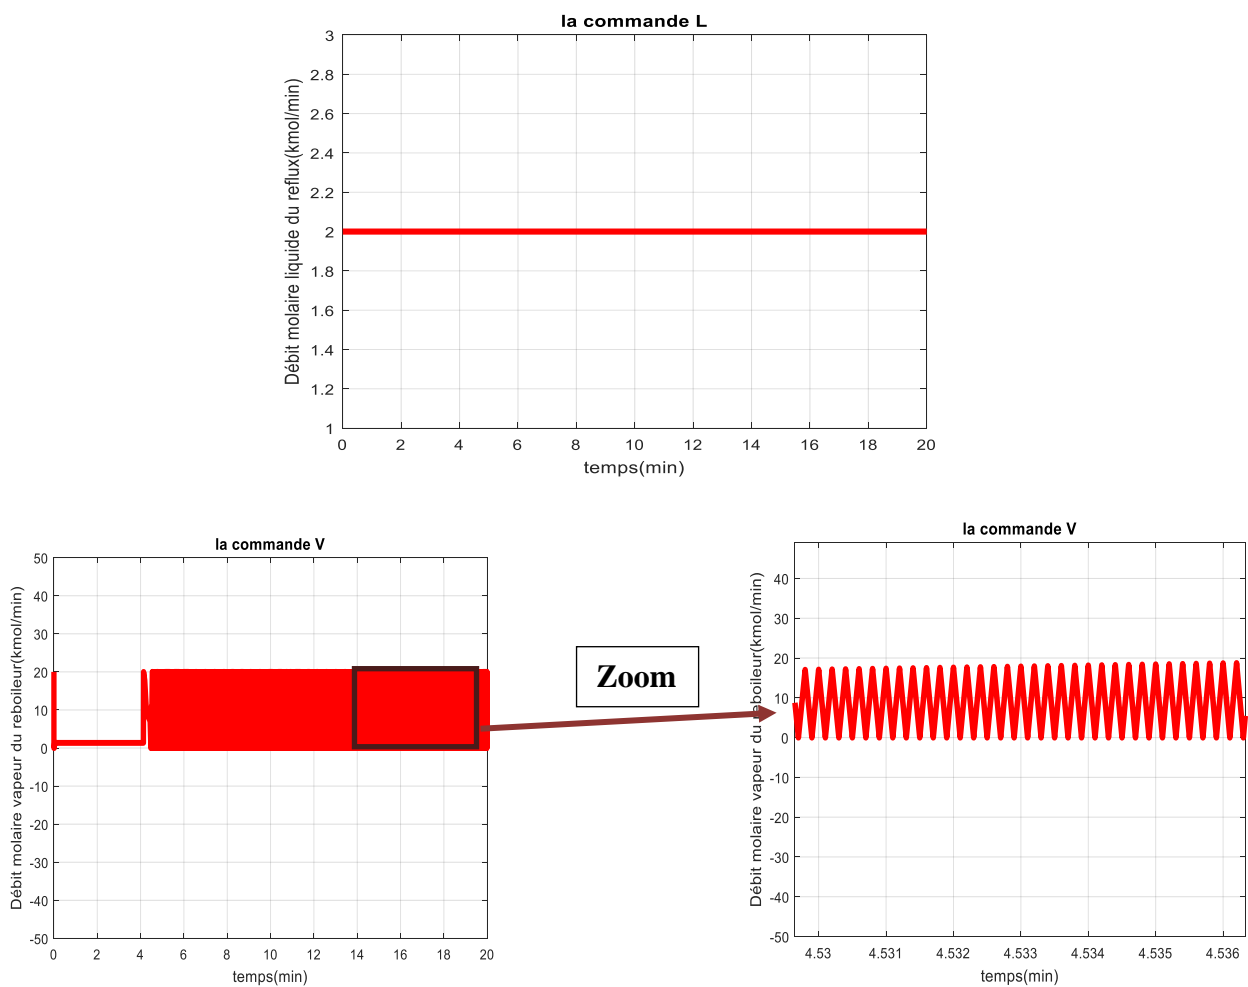 la commande L
Débit molaire liquide du reflux(kmol/min)
3
2.8
2.6
2.4
2.2
2
1.8
1.6
1.4
1.2
1
0 2 4 6 8 10 12 14 16 18 20
temps(min)
la commande V
Débit molaire vapeur du reboileur(kmol/min)
50
40
30
20
10
0
-10
-20
-30
-40
-50
0 2 4 6 8 10 12 14 16 18 20
temps(min)
Zoom
la commande V
Débit molaire vapeur du reboileur(kmol/min)
40
30
20
10
0
-10
-20
-30
-40
-50
4.53 4.531 4.532 4.533 4.534 4.535 4.536
temps(min)